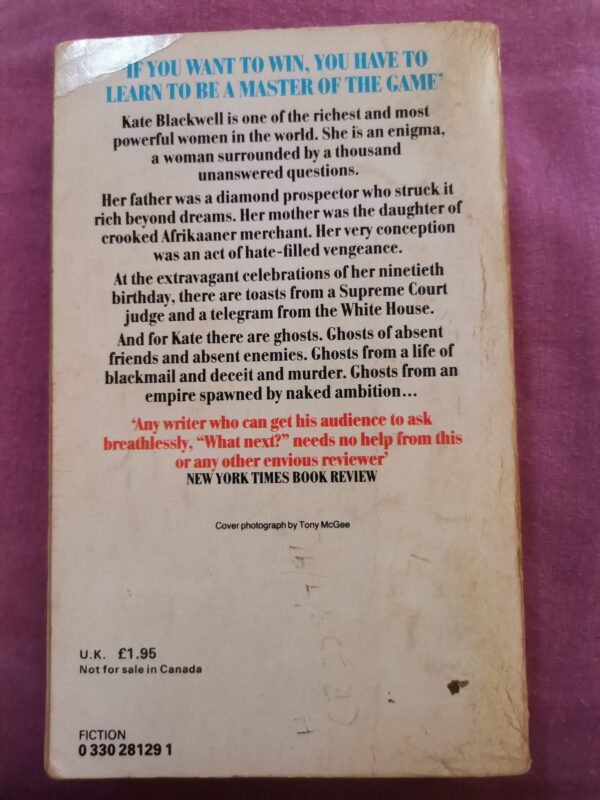 'IF YOU WANT TO WIN, YOU HAVE TO
LEARN TO BE A MASTER OF THE GAME'
Kate Blackwell is one of the richest and most
powerful women in the world. She is an enigma,
a woman surrounded by a thousand
unanswered questions.
Her father was a diamond prospector who struck it
rich beyond dreams. Her mother was the daughter of
crooked Afrikaaner merchant. Her very conception
was an act of hate-filled vengeance.
At the extravagant celebrations of her ninetieth
birthday, there are toasts from a Supreme Court
judge and a telegram from the White House.
And for Kate there are ghosts. Ghosts of absent
friends and absent enemies. Ghosts from a life of
blackmail and deceit and murder. Ghosts from an
empire spawned by naked ambition...
'Any writer who can get his audience to ask
breathlessly, "What next?" needs no help from this
or any other envious reviewer'
NEW YORK TIMES BOOK REVIEW
Cover photograph by Tony McGee
U.K. £1.95
Not for sale in Canada
FICTION
0 330 28129 1